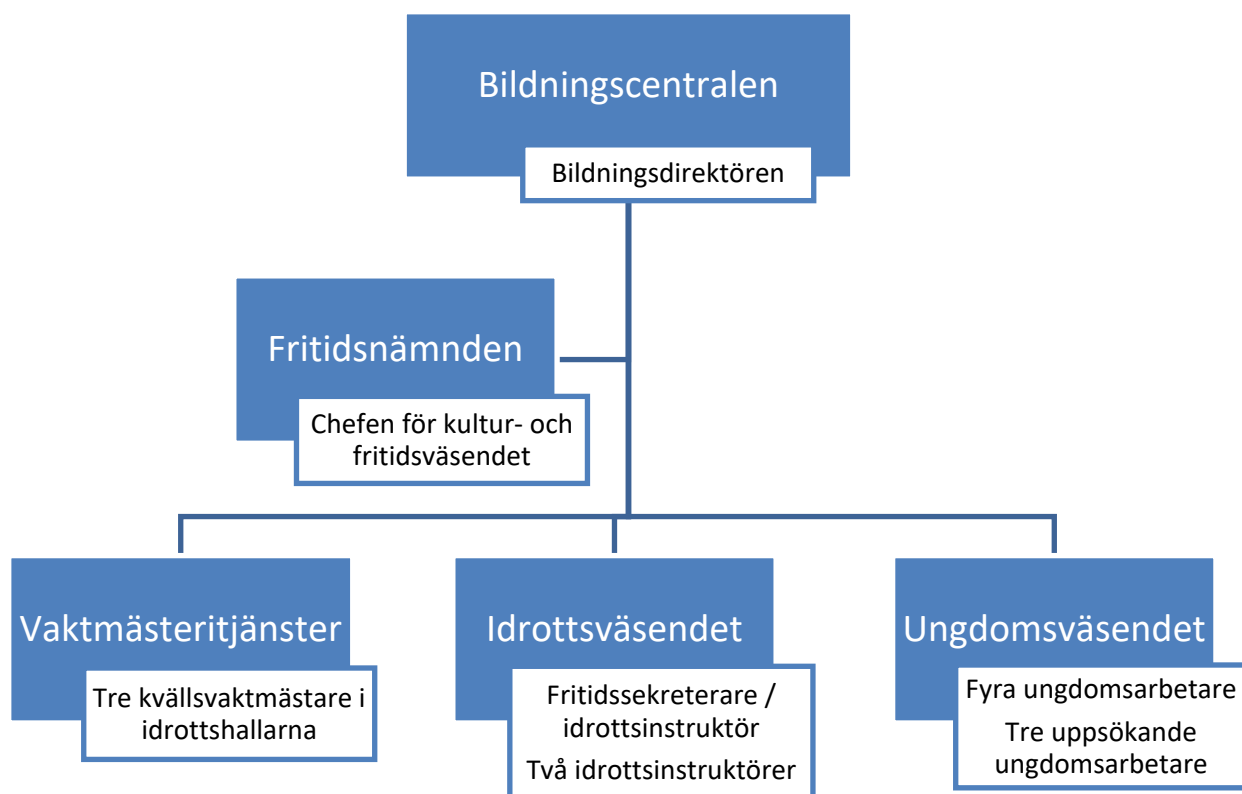 Bildningscentralen
Bildningsdirektören
Fritidsnämnden
Chefen för kultur- och
fritidsväsendet
Vaktmästeritjänster
Tre kvällsvaktmästare i
idrottshallarna
Idrottsväsendet
Fritidssekreterare /
idrottsinstruktör
Två idrottsinstruktörer
Ungdomsväsendet
Fyra ungdomsarbetare
Tre uppsökande
ungdomsarbetare